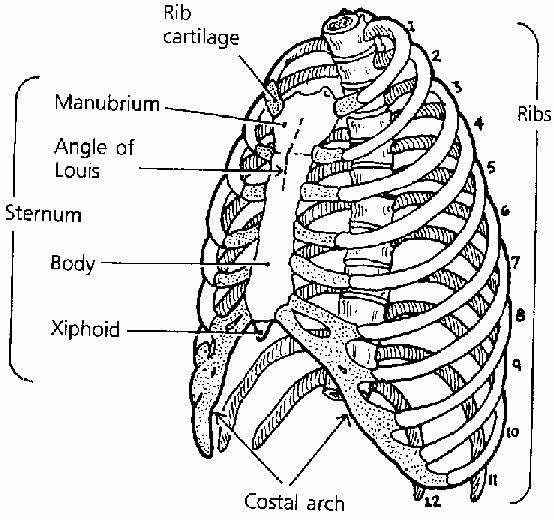 Rib
cartilage
Manubrium
Angle of
Louis
Sternum
Body
Xiphoid
Costal arch
Ribs
1
2
3
4
5
6
7
8
9
10
11
12